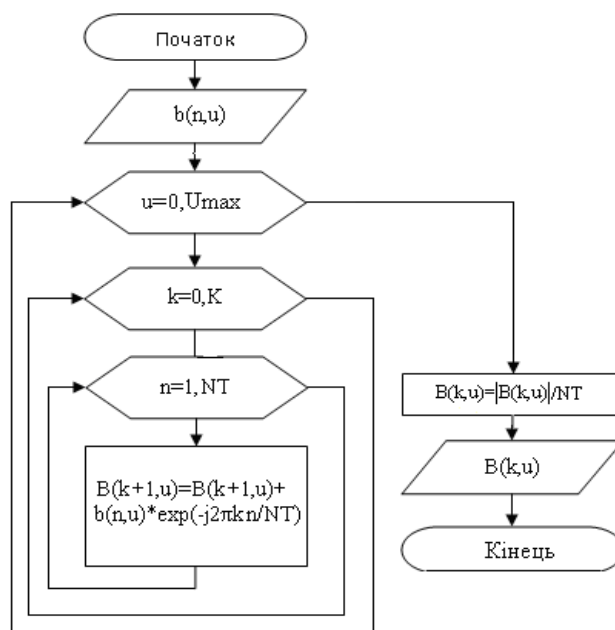 Початок
b(n,u)
u=0,Umax
k=0,K
n=1,NT
B(k+1,u)=B(k+1,u)+
b(n,u)*exp(-j2πkn/NT)
B(k,u)=|B(k,u)|/NT
B(k,u)
Кінець